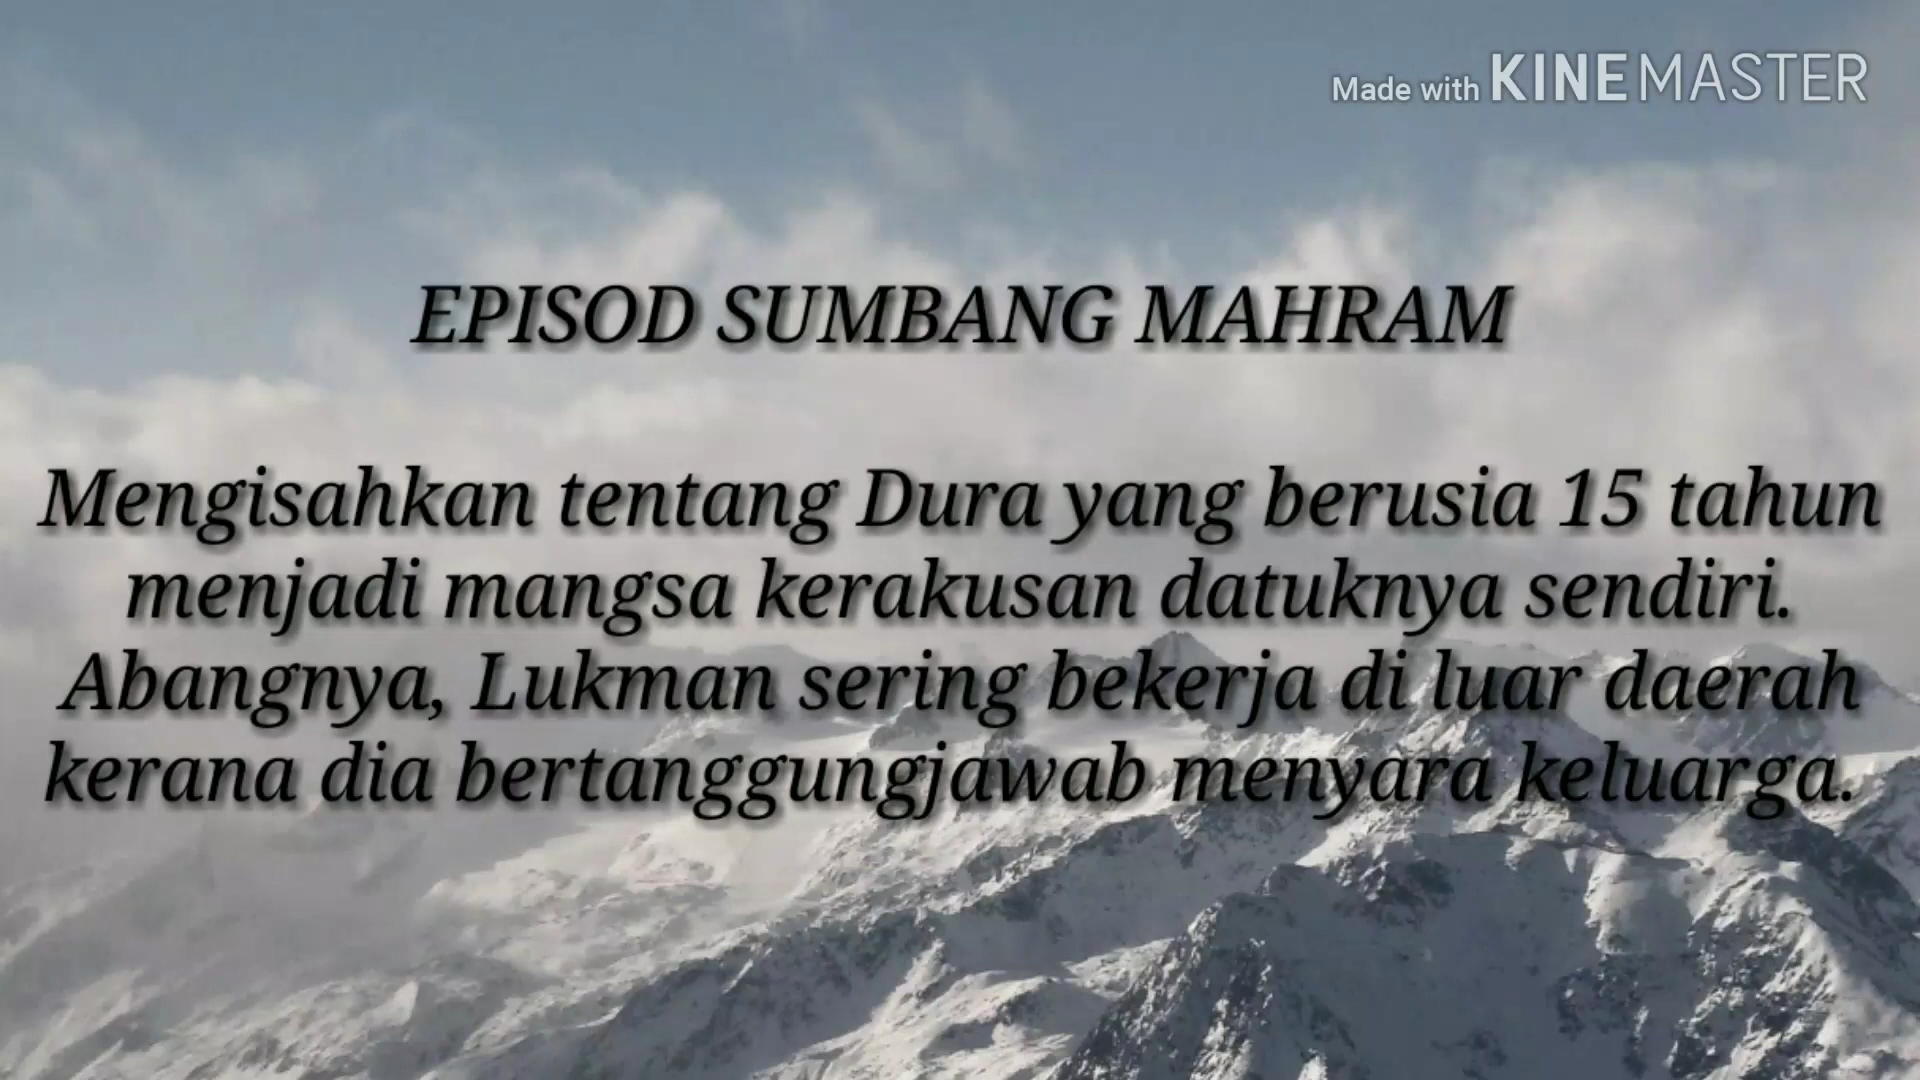 Made with KINEMASTER
EPISOD SUMBANG MAHRAM
Mengisahkan tentang Dura yang berusia 15 tahun
menjadi mangsa kerakusan datuknya sendiri.
Abangnya, Lukman sering bekerja di luar daerah
kerana dia bertanggungjawab menyara keluarga.